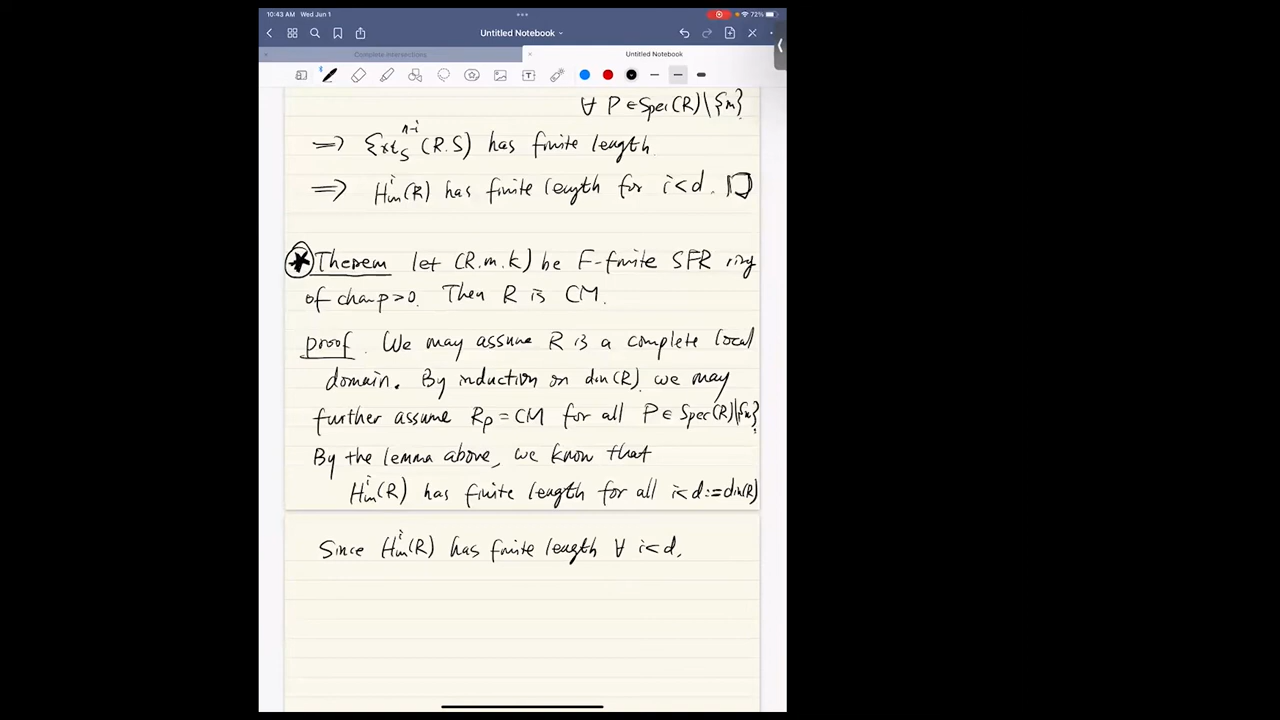 10:43 AM Wed Jun 1
72%
Untitled Notebook
Complete intersections
Untitled Notebook
∀ P ∈ Spec(R) \ {m}
⇒ Ext_S^{n-i} (R.S) has finite length.
⇒ H_m^i(R) has finite length for i<d. □
★ Theorem let (R.m.k) be F-finite SFR ring
of char p>0. Then R is CM.
proof. We may assume R is a complete local
domain. By induction on dim(R), we may
further assume R_P = CM for all P ∈ Spec(R)\{m}
By the lemma above, we know that
H_m^i(R) has finite length for all i<d:=dim(R)
Since H_m^i(R) has finite length ∀ i<d,